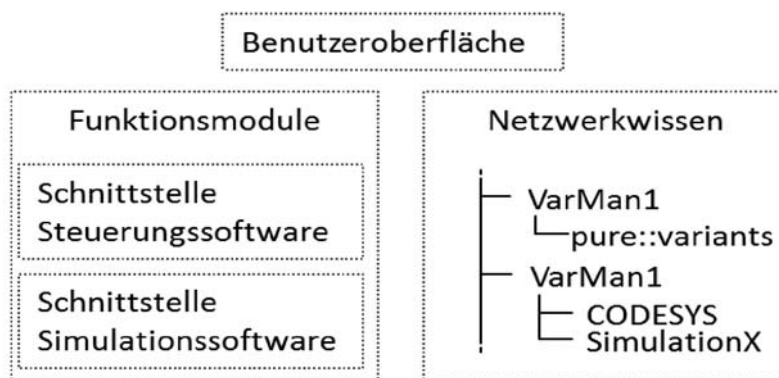 Benutzeroberfläche
Funktionsmodule
Schnittstelle
Steuerungssoftware
Schnittstelle
Simulationssoftware
Netzwerkwissen
VarMan1
pure::variants
VarMan1
CODESYS
SimulationX